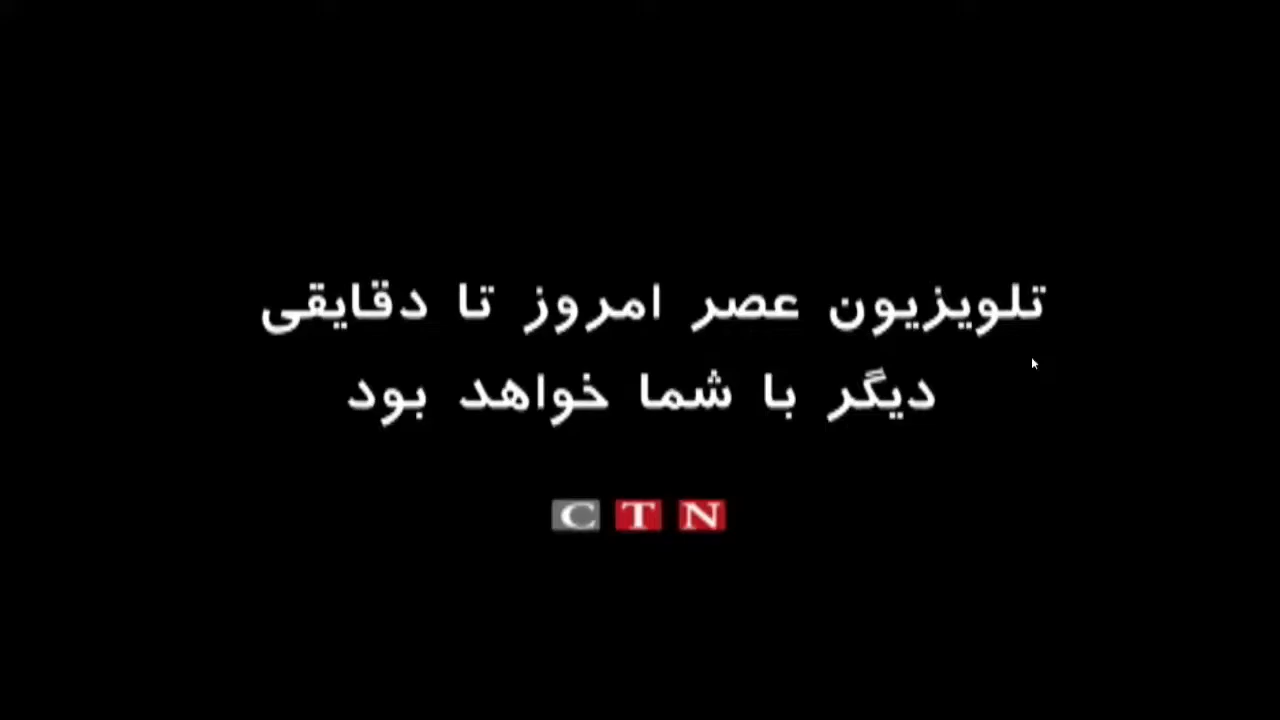 تلویزیون عصر امروز تا دقایقی
دیگر با شما خواهد بود
CTN